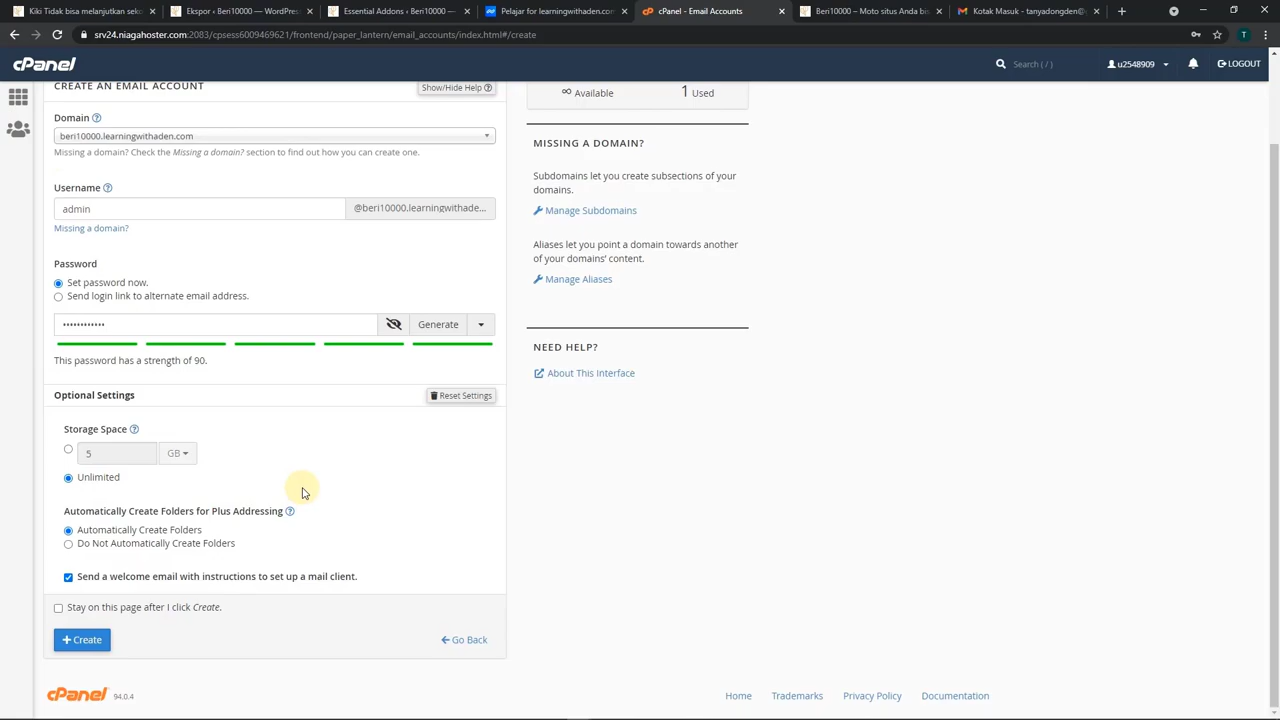 Kiki Tidak bisa menjelaskan sek
Ekspor ‹ Beri10000 — WordPres
Essential Addons ‹ Beri10000 —
Pelajar for learningwithaden.com
cPanel - Email Accounts
Beri10000 – Moto situs Anda bis
Kotak Masuk - tanyadongden@
srv24.niagahoster.com:2083/cpsess6009469621/frontend/paper_lantern/email_accounts/index.html#/create
T
cPanel
Search ( / )
u2548909
LOGOUT
CREATE AN EMAIL ACCOUNT
Show/Hide Help
Domain
beri10000.learningwithaden.com
Missing a domain? Check the Missing a domain? section to find out how you can create one.
Username
admin
@beri10000.learningwithade...
Missing a domain?
Password
Set password now.
Send login link to alternate email address.
••••••••••••
Generate
This password has a strength of 90.
Optional Settings
Reset Settings
Storage Space
5
GB
Unlimited
Automatically Create Folders for Plus Addressing
Automatically Create Folders
Do Not Automatically Create Folders
Send a welcome email with instructions to set up a mail client.
Stay on this page after I click Create.
+ Create
Go Back
∞ Available
1 Used
MISSING A DOMAIN?
Subdomains let you create subsections of your
domains.
Manage Subdomains
Aliases let you point a domain towards another
of your domains’ content.
Manage Aliases
NEED HELP?
About This Interface
cPanel 94.0.4
Home
Trademarks
Privacy Policy
Documentation